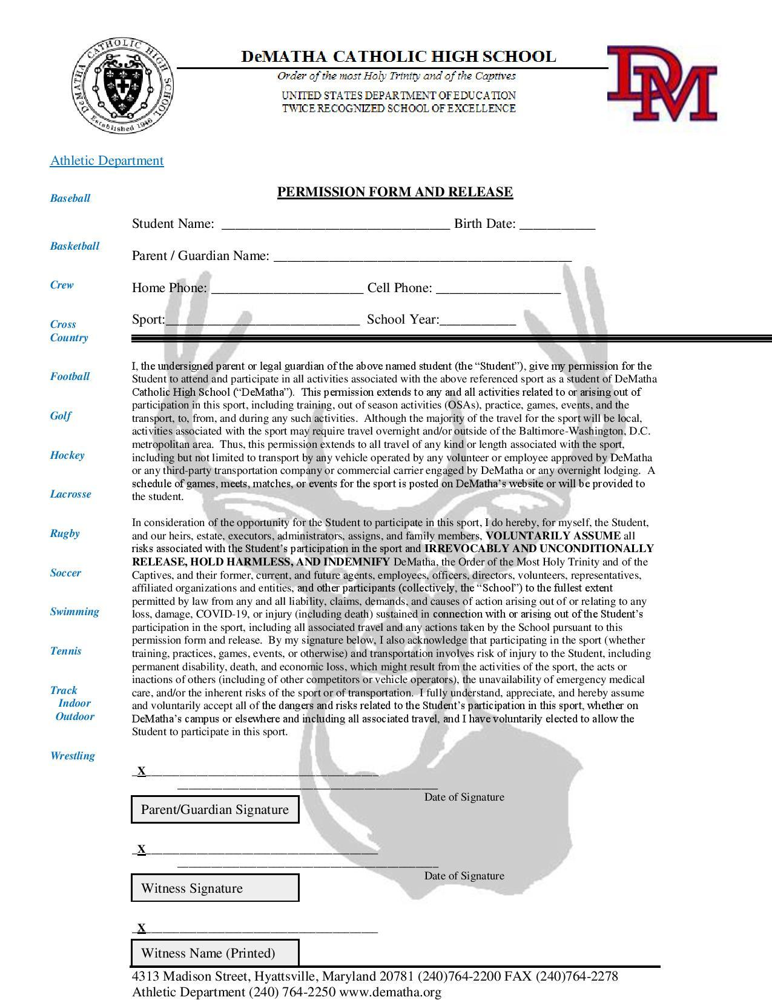 DeMATHA CATHOLIC HIGH SCHOOL
DeMATHA CATHOLIC HIGH SCHOOL
Established 1946
DM
Order of the most Holy Trinity and of the Captives
UNITED STATES DEPARTMENT OF EDUCATION
TWICE RECOGNIZED SCHOOL OF EXCELLENCE
Athletic Department
Baseball
Basketball
Crew
Cross
Country
Football
Golf
Hockey
Lacrosse
Rugby
Soccer
Swimming
Tennis
Track
Indoor
Outdoor
Wrestling
PERMISSION FORM AND RELEASE
Student Name: _________________________________ Birth Date: ___________
Parent / Guardian Name: ___________________________________________
Home Phone: ______________________ Cell Phone: __________________
Sport:____________________________ School Year:___________
I, the undersigned parent or legal guardian of the above named student (the “Student”), give my permission for the
Student to attend and participate in all activities associated with the above referenced sport as a student of DeMatha
Catholic High School (“DeMatha”). This permission extends to any and all activities related to or arising out of
participation in this sport, including training, out of season activities (OSAs), practice, games, events, and the
transport, to, from, and during any such activities. Although the majority of the travel for the sport will be local,
activities associated with the sport may require travel overnight and/or outside of the Baltimore-Washington, D.C.
metropolitan area. Thus, this permission extends to all travel of any kind or length associated with the sport,
including but not limited to transport by any vehicle operated by any volunteer or employee approved by DeMatha
or any third-party transportation company or commercial carrier engaged by DeMatha or any overnight lodging. A
schedule of games, meets, matches, or events for the sport is posted on DeMatha’s website or will be provided to
the student.
In consideration of the opportunity for the Student to participate in this sport, I do hereby, for myself, the Student,
and our heirs, estate, executors, administrators, assigns, and family members, VOLUNTARILY ASSUME all
risks associated with the Student’s participation in the sport and IRREVOCABLY AND UNCONDITIONALLY
RELEASE, HOLD HARMLESS, AND INDEMNIFY DeMatha, the Order of the Most Holy Trinity and of the
Captives, and their former, current, and future agents, employees, officers, directors, volunteers, representatives,
affiliated organizations and entities, and other participants (collectively, the “School”) to the fullest extent
permitted by law from any and all liability, claims, demands, and causes of action arising out of or relating to any
loss, damage, COVID-19, or injury (including death) sustained in connection with or arising out of the Student’s
participation in the sport, including all associated travel and any actions taken by the School pursuant to this
permission form and release. By my signature below, I also acknowledge that participating in the sport (whether
training, practices, games, events, or otherwise) and transportation involves risk of injury to the Student, including
permanent disability, death, and economic loss, which might result from the activities of the sport, the acts or
inactions of others (including of other competitors or vehicle operators), the unavailability of emergency medical
care, and/or the inherent risks of the sport or of transportation. I fully understand, appreciate, and hereby assume
and voluntarily accept all of the dangers and risks related to the Student’s participation in this sport, whether on
DeMatha’s campus or elsewhere and including all associated travel, and I have voluntarily elected to allow the
Student to participate in this sport.
X
Date of Signature
Parent/Guardian Signature
X
Date of Signature
Witness Signature
X
Witness Name (Printed)
4313 Madison Street, Hyattsville, Maryland 20781 (240)764-2200 FAX (240)764-2278
Athletic Department (240) 764-2250 www.dematha.org